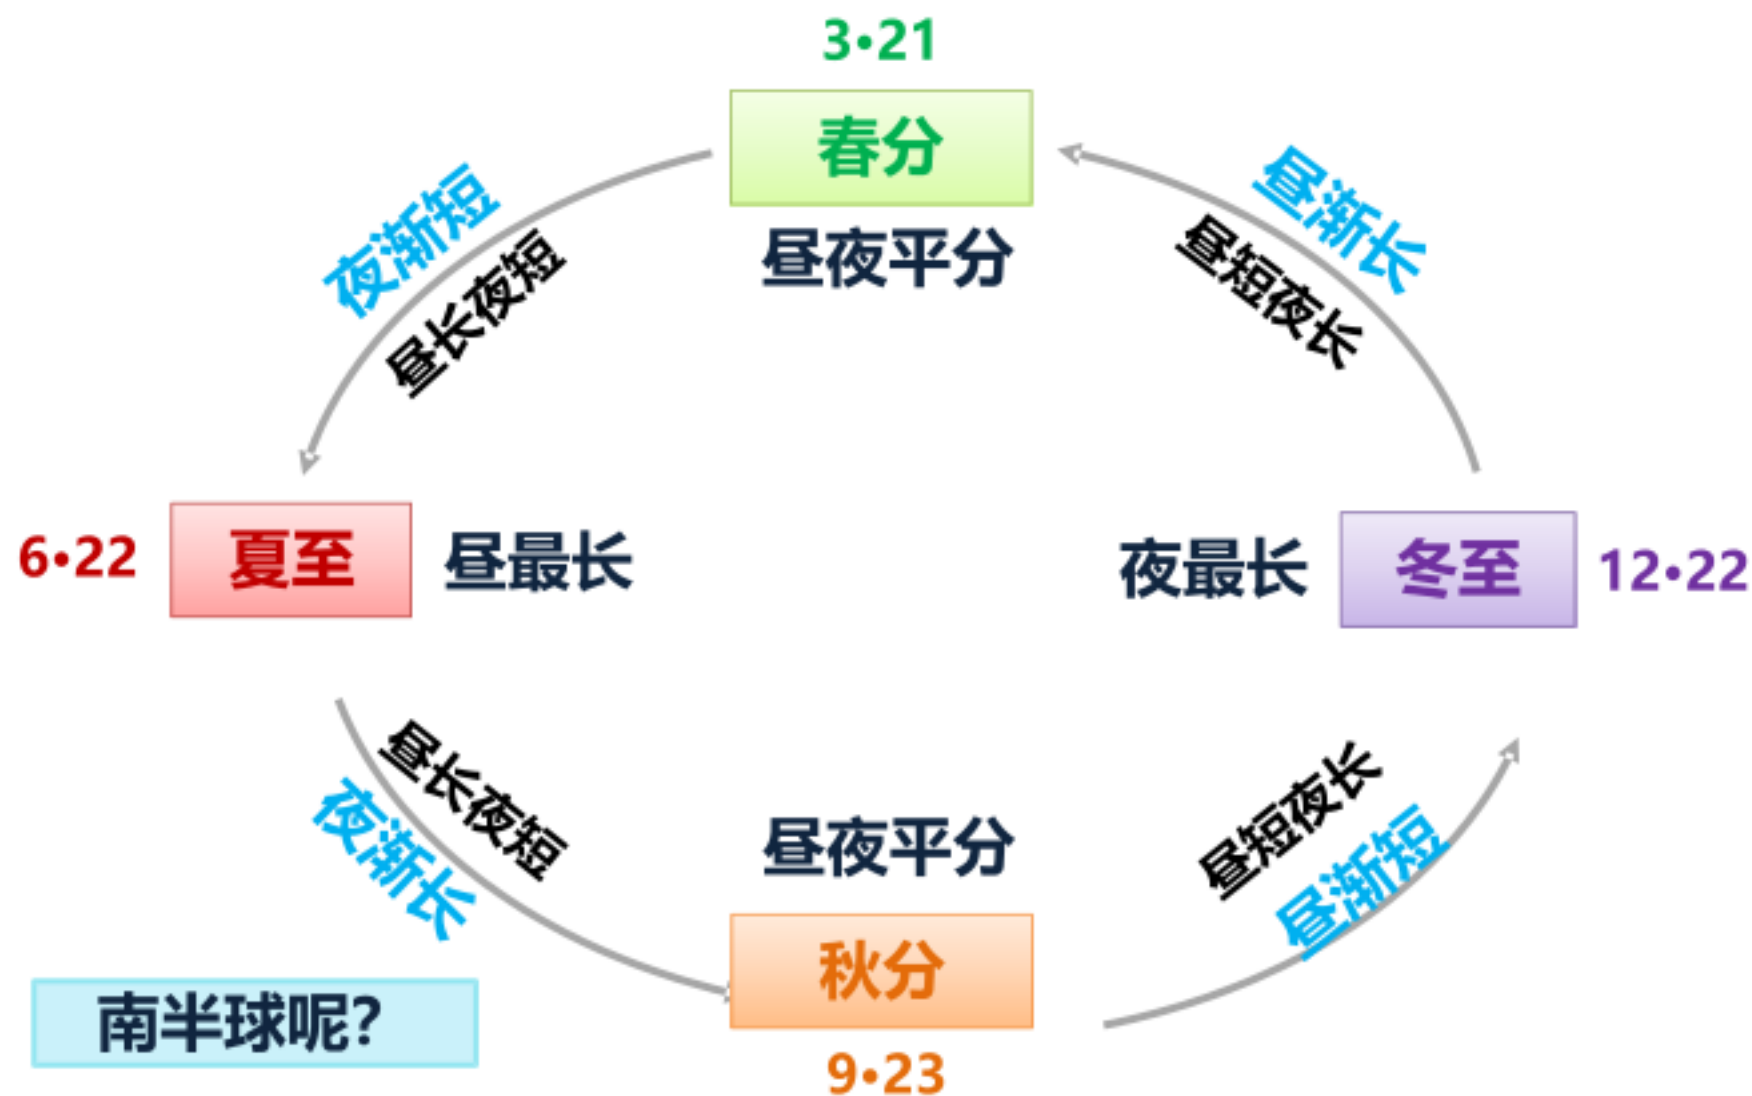 3•21
春分
昼夜平分
夜渐短
昼长夜短
昼渐长
昼短夜长
6•22
夏至
昼最长
夜最长
冬至
12•22
昼长夜短
夜渐长
昼短夜长
昼渐短
昼夜平分
秋分
9•23
南半球呢?